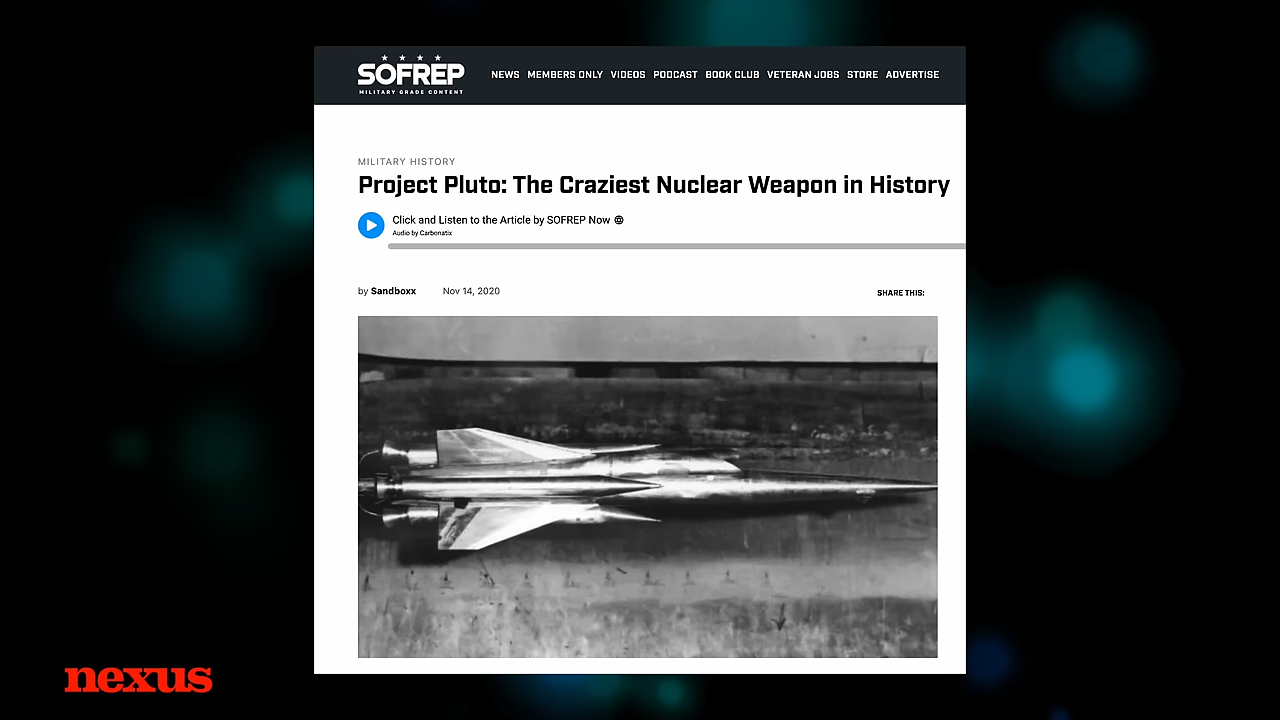 SOFREP
MILITARY GRADE CONTENT
NEWS MEMBERS ONLY VIDEOS PODCAST BOOK CLUB VETERAN JOBS STORE ADVERTISE
MILITARY HISTORY
Project Pluto: The Craziest Nuclear Weapon in History
Click and Listen to the Article by SOFREP Now
Audio by Carbonatix
by Sandboxx Nov 14, 2020 SHARE THIS:
nexus